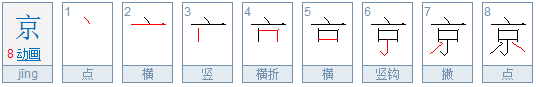 京 1 2 3 4 5 6 7 8
8 动画
jīng 点 横 竖 横折 横 竖钩 撇 点